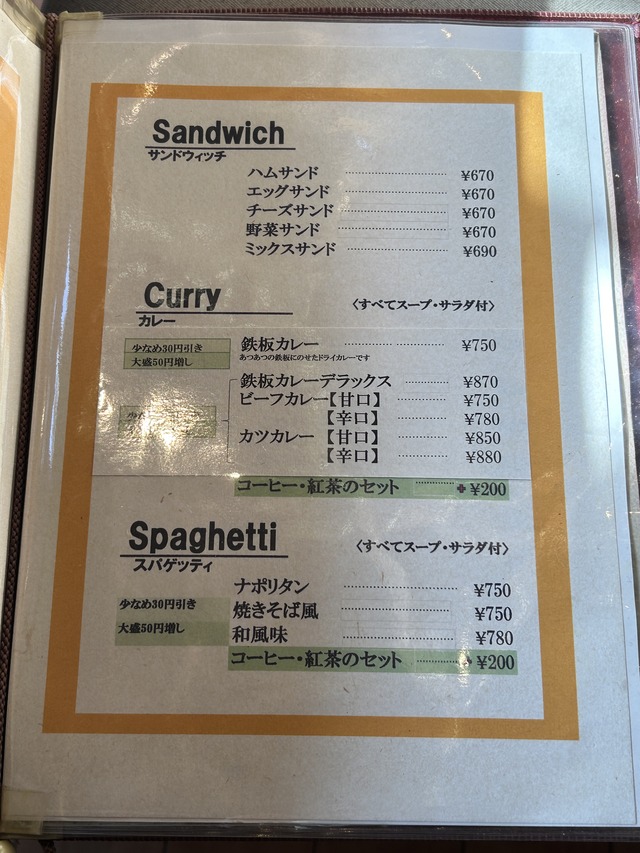 Sandwich
サンドウィッチ
ハムサンド ¥670
エッグサンド ¥670
チーズサンド ¥670
野菜サンド ¥670
ミックスサンド ¥690
Curry 〈すべてスープ・サラダ付〉
カレー
少なめ30円引き
大盛50円増し
鉄板カレー ¥750
あつあつの鉄板にのせたドライカレーです
鉄板カレーデラックス ¥870
ビーフカレー【甘口】 ¥750
【辛口】 ¥780
カツカレー 【甘口】 ¥850
【辛口】 ¥880
コーヒー・紅茶のセット +¥200
Spaghetti 〈すべてスープ・サラダ付〉
スパゲッティ
少なめ30円引き
大盛50円増し
ナポリタン ¥750
焼きそば風 ¥750
和風味 ¥780
コーヒー・紅茶のセット ¥200